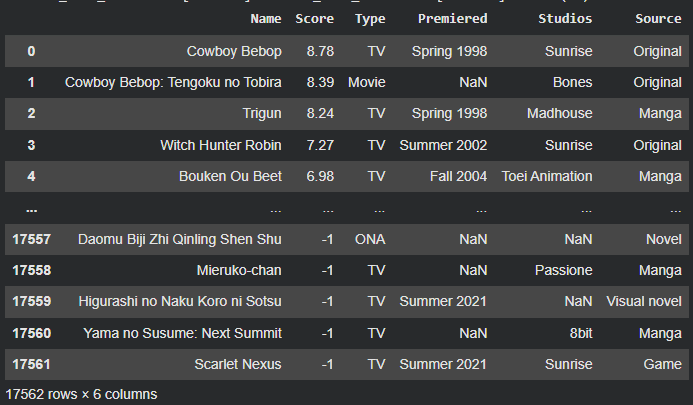 Name Score Type Premiered Studios Source
0 Cowboy Bebop 8.78 TV Spring 1998 Sunrise Original
1 Cowboy Bebop: Tengoku no Tobira 8.39 Movie NaN Bones Original
2 Trigun 8.24 TV Spring 1998 Madhouse Manga
3 Witch Hunter Robin 7.27 TV Summer 2002 Sunrise Original
4 Bouken Ou Beet 6.98 TV Fall 2004 Toei Animation Manga
... ... ... ... ... ... ...
17557 Daomu Biji Zhi Qinling Shen Shu -1 ONA NaN NaN Novel
17558 Mieruko-chan -1 TV NaN Passione Manga
17559 Higurashi no Naku Koro ni Sotsu -1 TV Summer 2021 NaN Visual novel
17560 Yama no Susume: Next Summit -1 TV NaN 8bit Manga
17561 Scarlet Nexus -1 TV Summer 2021 Sunrise Game
17562 rows × 6 columns